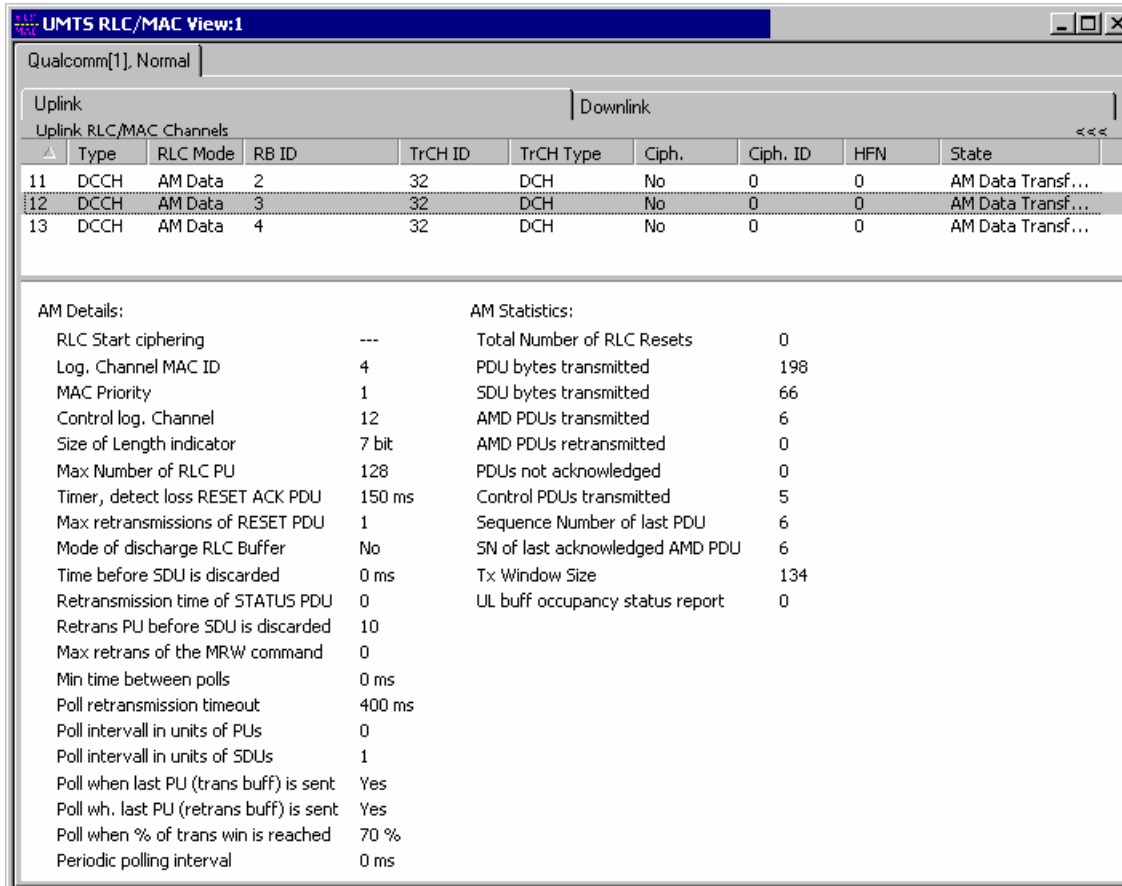 UMTS RLC/MAC View:1
Qualcomm[1], Normal
Uplink Downlink
Uplink RLC/MAC Channels <<<
Type RLC Mode RB ID TrCH ID TrCH Type Ciph. Ciph. ID HFN State
11 DCCH AM Data 2 32 DCH No 0 0 AM Data Transf...
12 DCCH AM Data 3 32 DCH No 0 0 AM Data Transf...
13 DCCH AM Data 4 32 DCH No 0 0 AM Data Transf...
AM Details: AM Statistics:
RLC Start ciphering --- Total Number of RLC Resets 0
Log. Channel MAC ID 4 PDU bytes transmitted 198
MAC Priority 1 SDU bytes transmitted 66
Control log. Channel 12 AMD PDUs transmitted 6
Size of Length indicator 7 bit AMD PDUs retransmitted 0
Max Number of RLC PU 128 PDUs not acknowledged 0
Timer, detect loss RESET ACK PDU 150 ms Control PDUs transmitted 5
Max retransmissions of RESET PDU 1 Sequence Number of last PDU 6
Mode of discharge RLC Buffer No SN of last acknowledged AMD PDU 6
Time before SDU is discarded 0 ms Tx Window Size 134
Retransmission time of STATUS PDU 0 UL buff occupancy status report 0
Retrans PU before SDU is discarded 10
Max retrans of the MRW command 0
Min time between polls 0 ms
Poll retransmission timeout 400 ms
Poll intervall in units of PUs 0
Poll intervall in units of SDUs 1
Poll when last PU (trans buff) is sent Yes
Poll wh. last PU (retrans buff) is sent Yes
Poll when % of trans win is reached 70 %
Periodic polling interval 0 ms